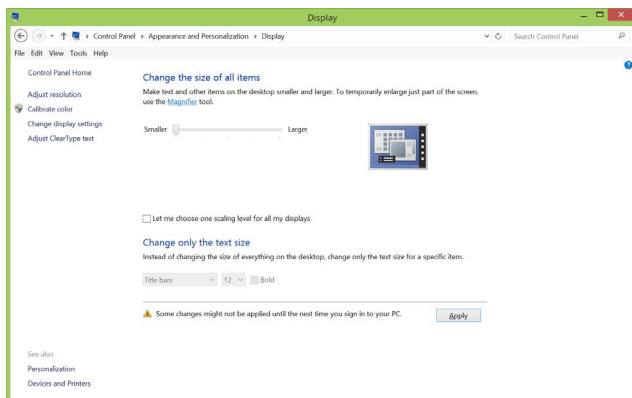 Display
Control Panel Appearance and Personalization Display
Search Control Panel
File Edit View Tools Help
Control Panel Home
Adjust resolution
Calibrate color
Change display settings
Adjust ClearType text
Change the size of all items
Make text and other items on the desktop smaller and larger. To temporarily enlarge just part of the screen,
use the Magnifier tool.
Smaller Larger
Let me choose one scaling level for all my displays
Change only the text size
Instead of changing the size of everything on the desktop, change only the text size for a specific item.
Title bars 12 Bold
Some changes might not be applied until the next time you sign in to your PC.
Apply
See also
Personalization
Devices and Printers